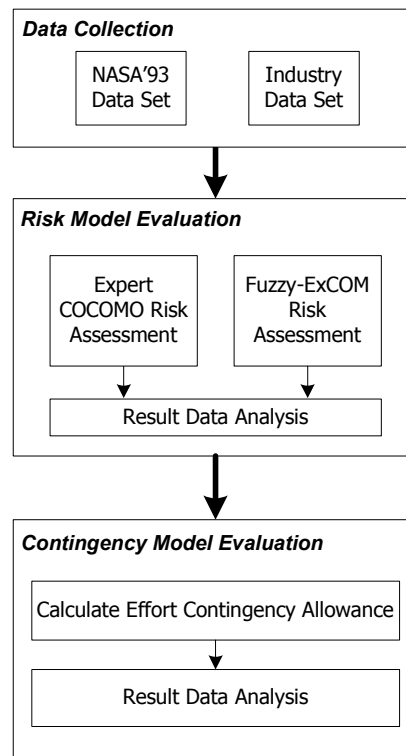 Data Collection
NASA’93
Data Set
Industry
Data Set
Risk Model Evaluation
Expert
COCOMO Risk
Assessment
Fuzzy-ExCOM
Risk
Assessment
Result Data Analysis
Contingency Model Evaluation
Calculate Effort Contingency Allowance
Result Data Analysis